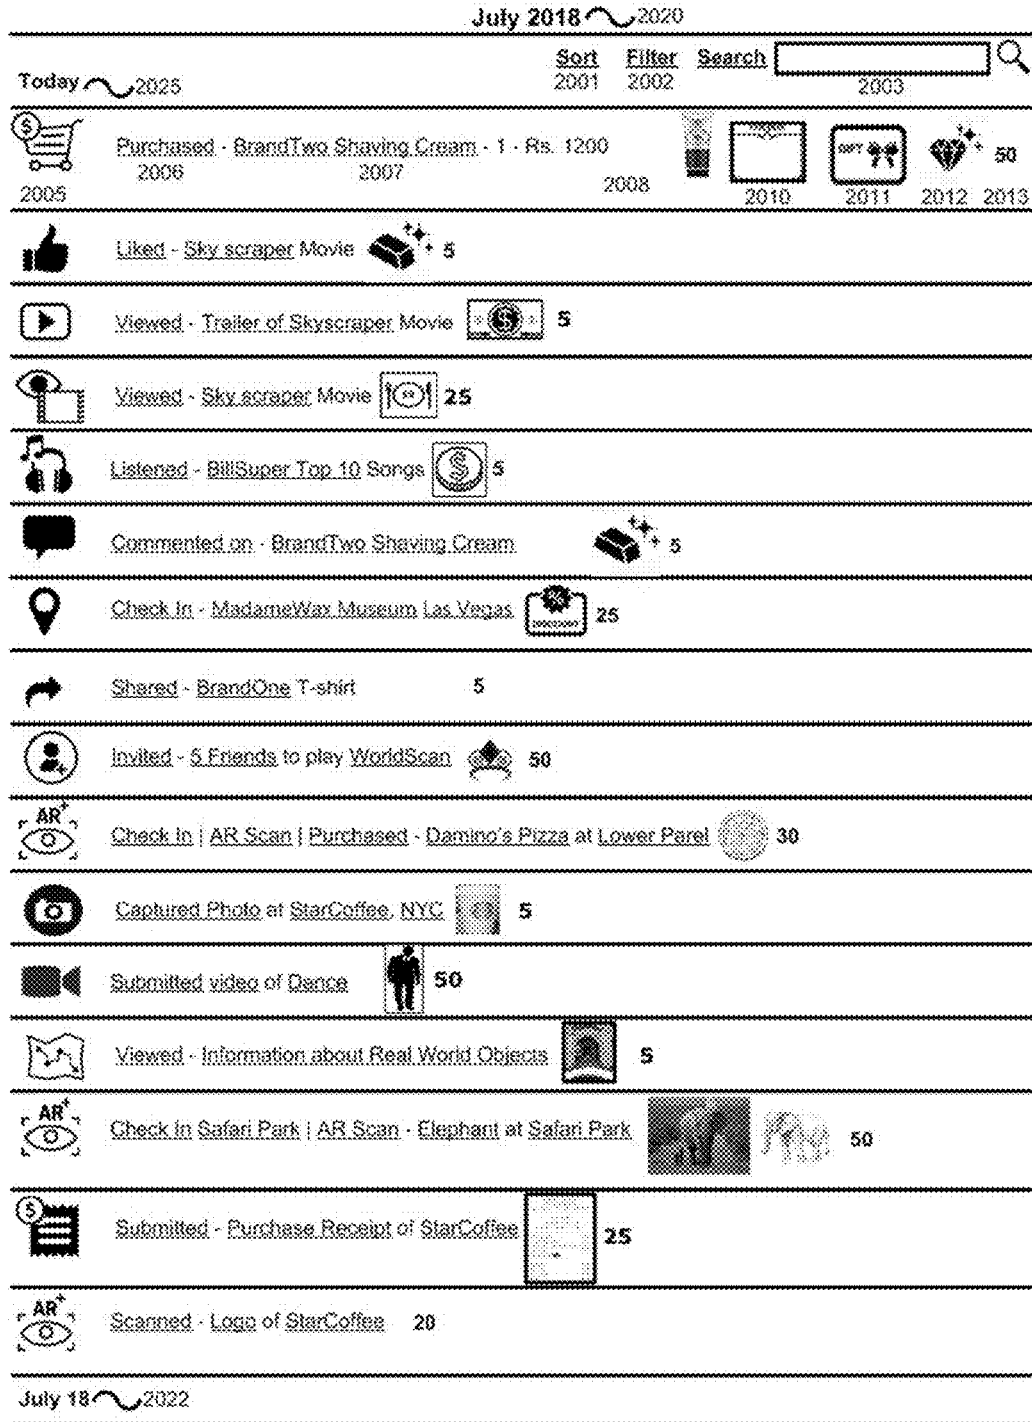 July 2018 2020
Sort Filter Search
Today 2025 2001 2002 2003
$
Purchased - BrandTwo Shaving Cream - 1 - Rs. 1200 GIFT 50
2006 2007
2005 2008 2010 2011 2012 2013
Liked - Sky scraper Movie 5
Viewed - Trailer of Skyscraper Movie $ 5
Viewed - Sky scraper Movie 25
Listened - BillSuper Top 10 Songs $ 5
Commented on - BrandTwo Shaving Cream 5
Check In - MadameWax Museum Las Vegas % 25
Shared - BrandOne T-shirt 5
Invited - 5 Friends to play WorldScan 50
AR+
Check In | AR Scan | Purchased - Damino's Pizza at Lower Parel 30
Captured Photo at StarCoffee, NYC 5
Submitted video of Dance 50
Viewed - Information about Real World Objects 5
AR+
Check In Safari Park | AR Scan - Elephant at Safari Park 50
$
Submitted - Purchase Receipt of StarCoffee 25
AR+
Scanned - Logo of StarCoffee 20
July 18 2022